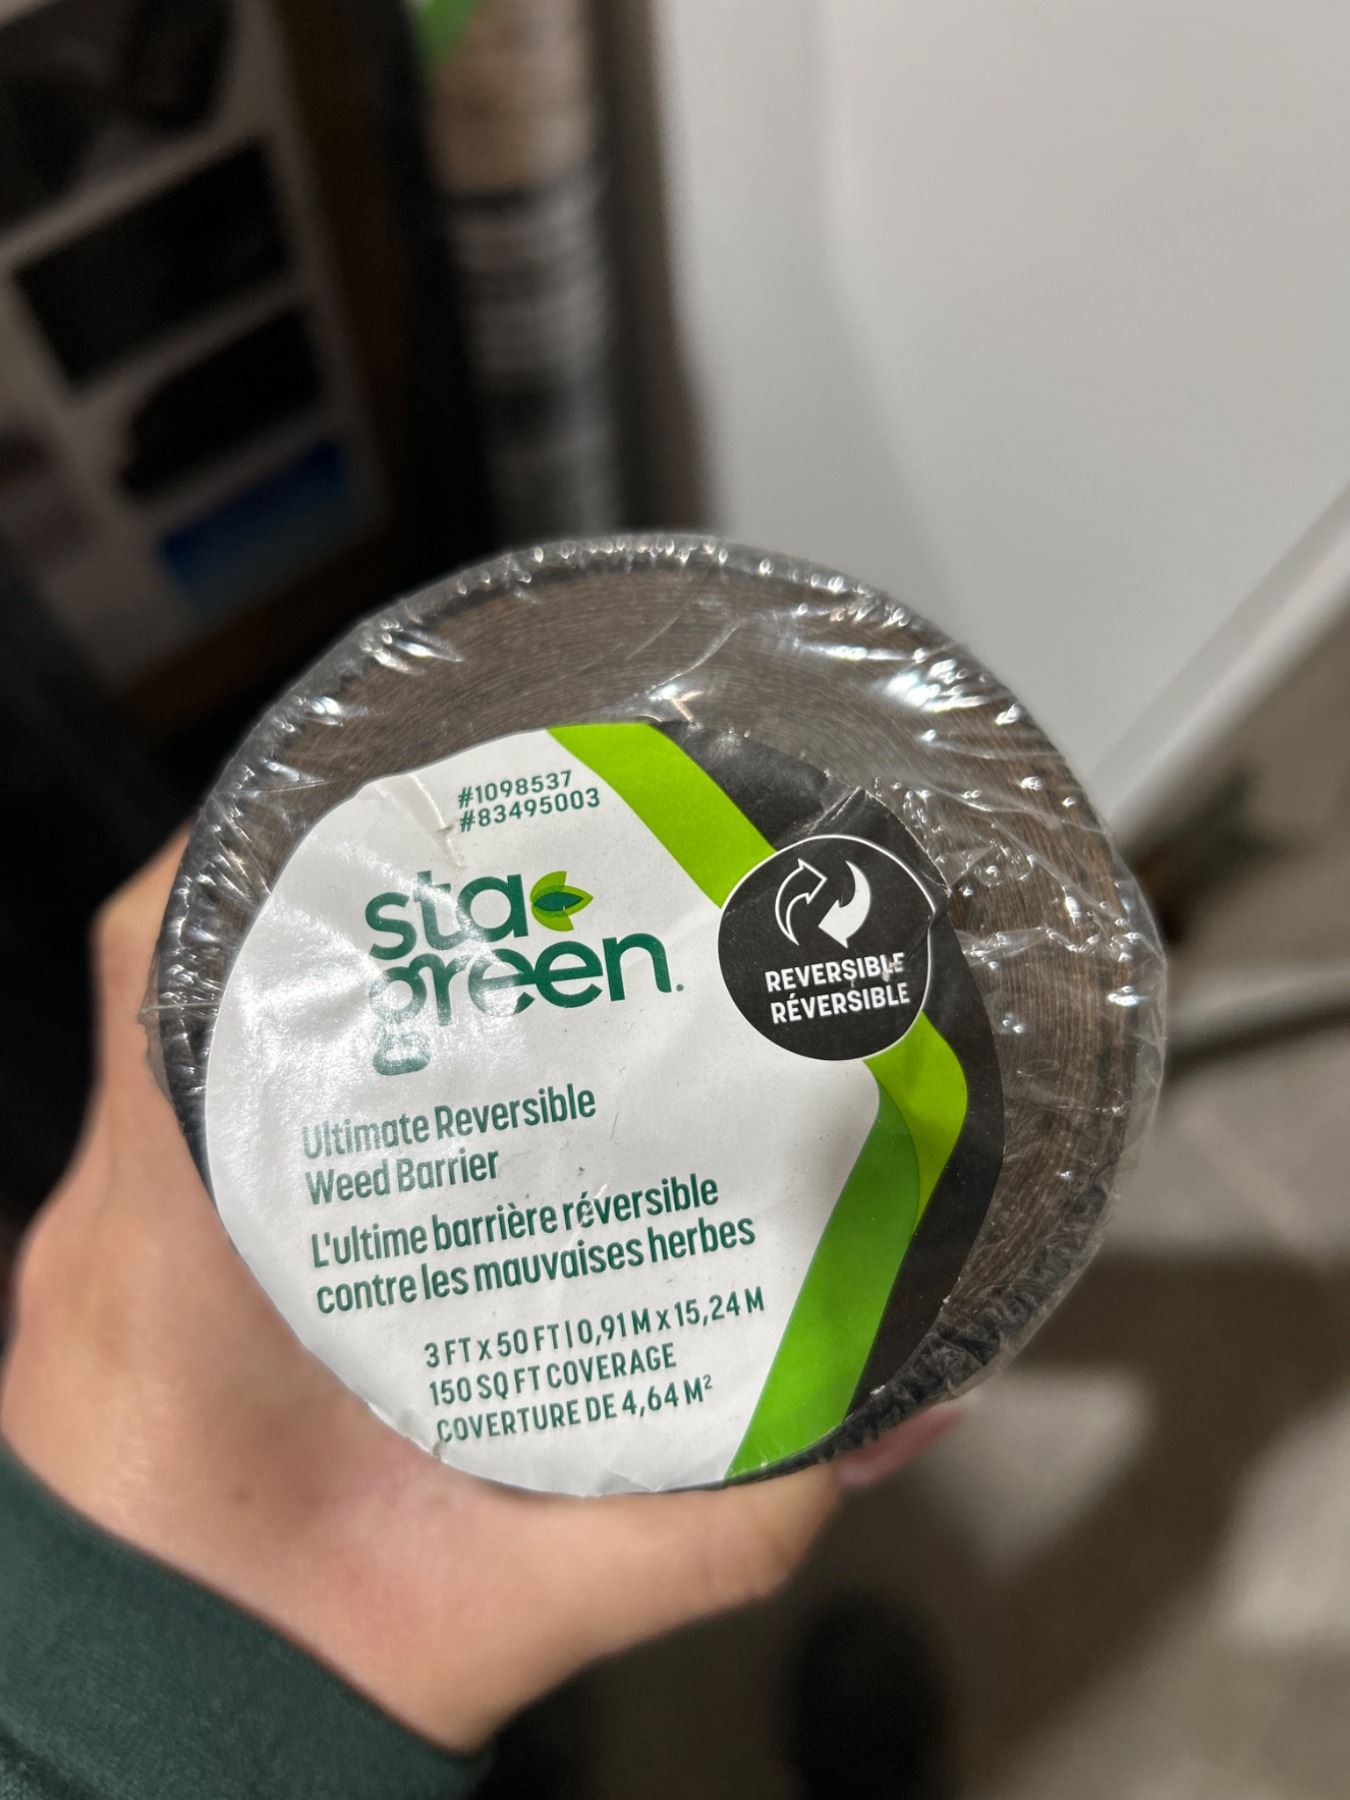 #1098537
#83495003
sta
green.
REVERSIBLE
RÉVERSIBLE
Ultimate Reversible
Weed Barrier
L'ultime barrière réversible
contre les mauvaises herbes
3 FT x 50 FT | 0,91 M x 15,24 M
150 SQ FT COVERAGE
COVERTURE DE 4,64 M²